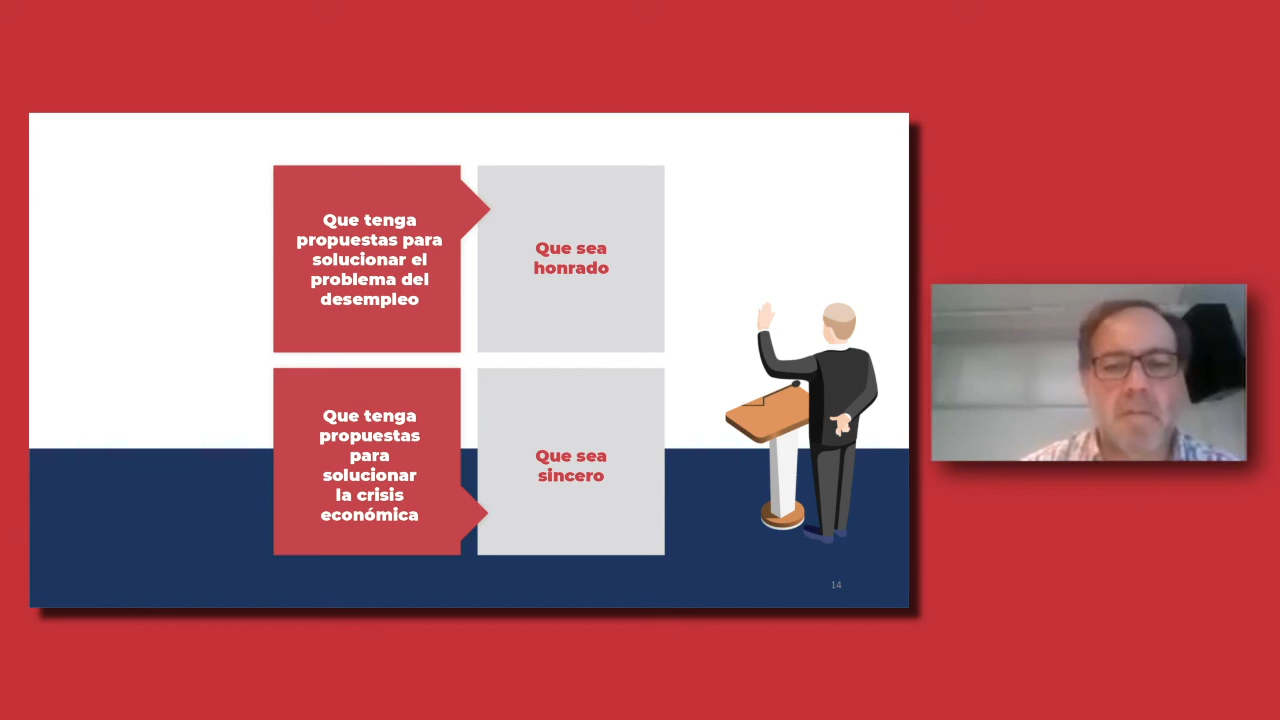 Que tenga
propuestas para
solucionar el
problema del
desempleo
Que sea
honrado
Que tenga
propuestas
para
solucionar
la crisis
económica
Que sea
sincero
14